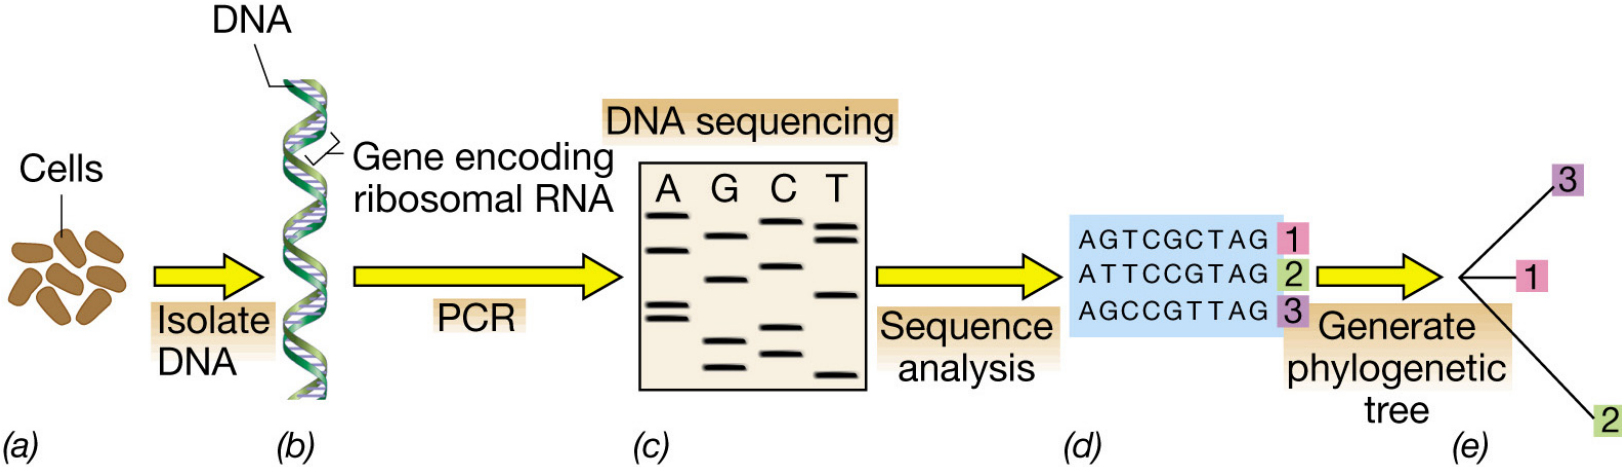 DNA
Cells
Gene encoding
ribosomal RNA
Isolate
DNA
PCR
DNA sequencing
A G C T
Sequence
analysis
AGTCGCTAG 1
ATTCCGTAG 2
AGCCGTTAG 3
Generate
phylogenetic
tree
3
1
2
(a) (b) (c) (d) (e)